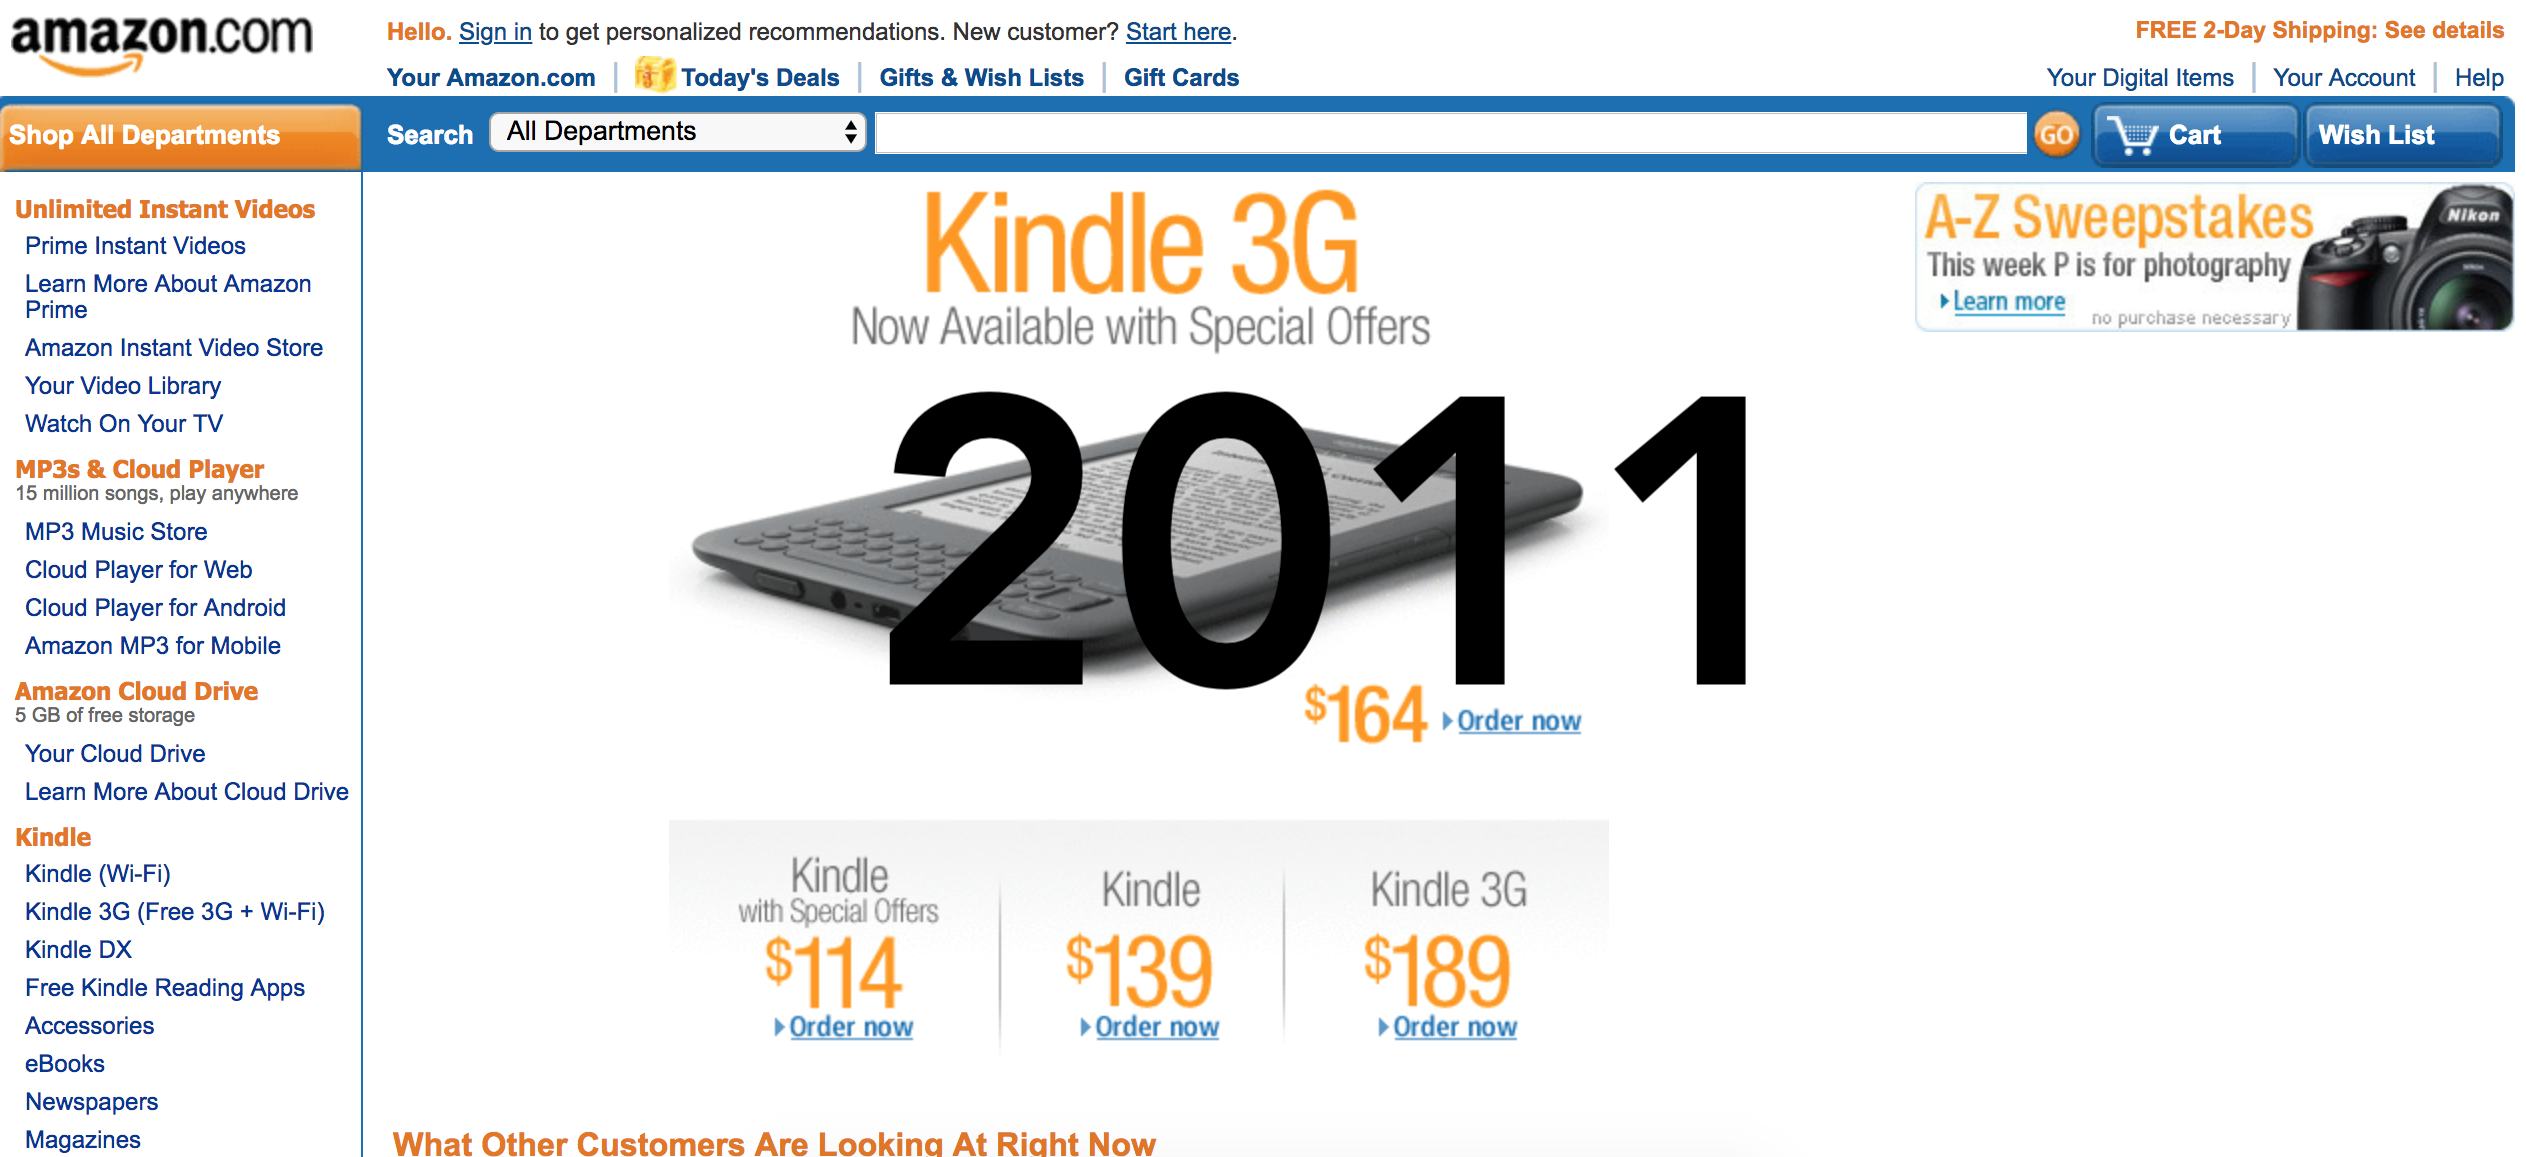 amazon.com
Hello. Sign in to get personalized recommendations. New customer? Start here.
FREE 2-Day Shipping: See details
Your Amazon.com | Today's Deals | Gifts & Wish Lists | Gift Cards
Your Digital Items | Your Account | Help
Shop All Departments
Search All Departments GO Cart Wish List
Unlimited Instant Videos
Prime Instant Videos
Learn More About Amazon
Prime
Amazon Instant Video Store
Your Video Library
Watch On Your TV
MP3s & Cloud Player
15 million songs, play anywhere
MP3 Music Store
Cloud Player for Web
Cloud Player for Android
Amazon MP3 for Mobile
Amazon Cloud Drive
5 GB of free storage
Your Cloud Drive
Learn More About Cloud Drive
Kindle
Kindle (Wi-Fi)
Kindle 3G (Free 3G + Wi-Fi)
Kindle DX
Free Kindle Reading Apps
Accessories
eBooks
Newspapers
Magazines
Kindle 3G
Now Available with Special Offers
2011
$164 Order now
Kindle
with Special Offers
$114
Order now
Kindle
$139
Order now
Kindle 3G
$189
Order now
What Other Customers Are Looking At Right Now
A-Z Sweepstakes
This week P is for photography
Learn more
no purchase necessary
Nikon